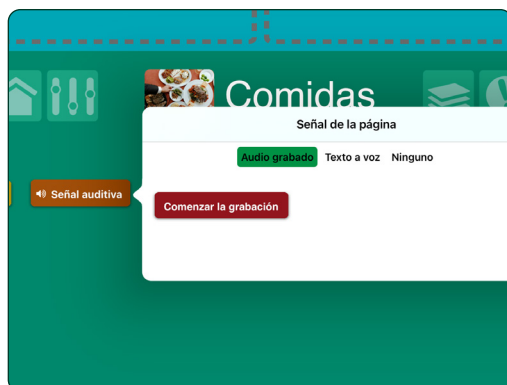 Comidas
Señal de la página
Audio grabado Texto a voz Ninguno
Señal auditiva
Comenzar la grabación